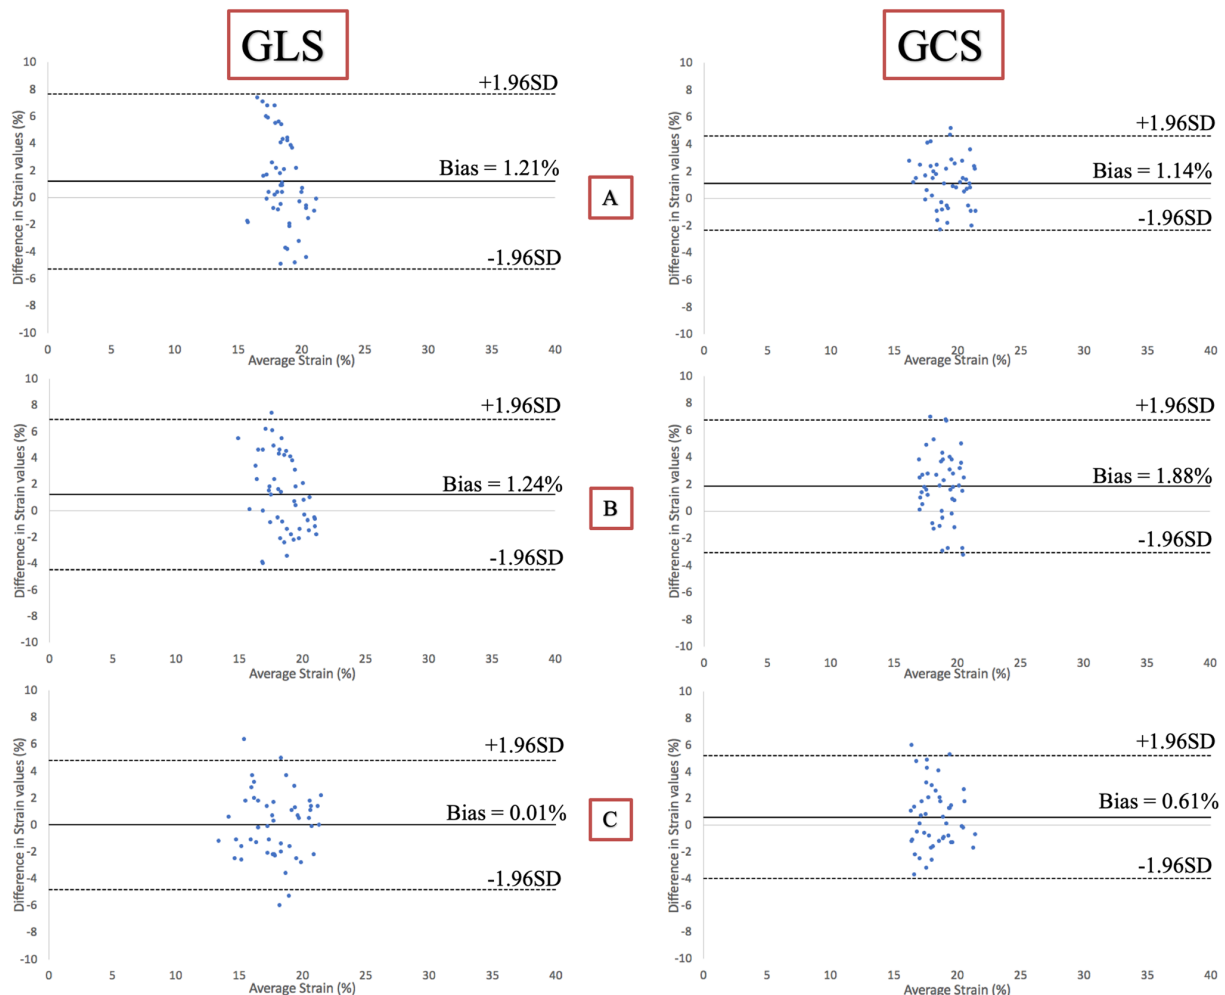 GLS
GCS
Difference in Strain values (%)
10
8
6
4
2
0
-2
-4
-6
-8
-10
+1.96SD
Bias = 1.21%
-1.96SD
0 5 10 15 20 25 30 35 40
Average Strain (%)
A
Difference in Strain values (%)
10
8
6
4
2
0
-2
-4
-6
-8
-10
+1.96SD
Bias = 1.14%
-1.96SD
0 5 10 15 20 25 30 35 40
Average Strain (%)
Difference in Strain values (%)
10
8
6
4
2
0
-2
-4
-6
-8
-10
+1.96SD
Bias = 1.24%
-1.96SD
0 5 10 15 20 25 30 35 40
Average Strain (%)
B
Difference in Strain values (%)
10
8
6
4
2
0
-2
-4
-6
-8
-10
+1.96SD
Bias = 1.88%
-1.96SD
0 5 10 15 20 25 30 35 40
Average Strain (%)
Difference in Strain values (%)
10
8
6
4
2
0
-2
-4
-6
-8
-10
+1.96SD
Bias = 0.01%
-1.96SD
0 5 10 15 20 25 30 35 40
Average Strain (%)
C
Difference in Strain values (%)
10
8
6
4
2
0
-2
-4
-6
-8
-10
+1.96SD
Bias = 0.61%
-1.96SD
0 5 10 15 20 25 30 35 40
Average Strain (%)